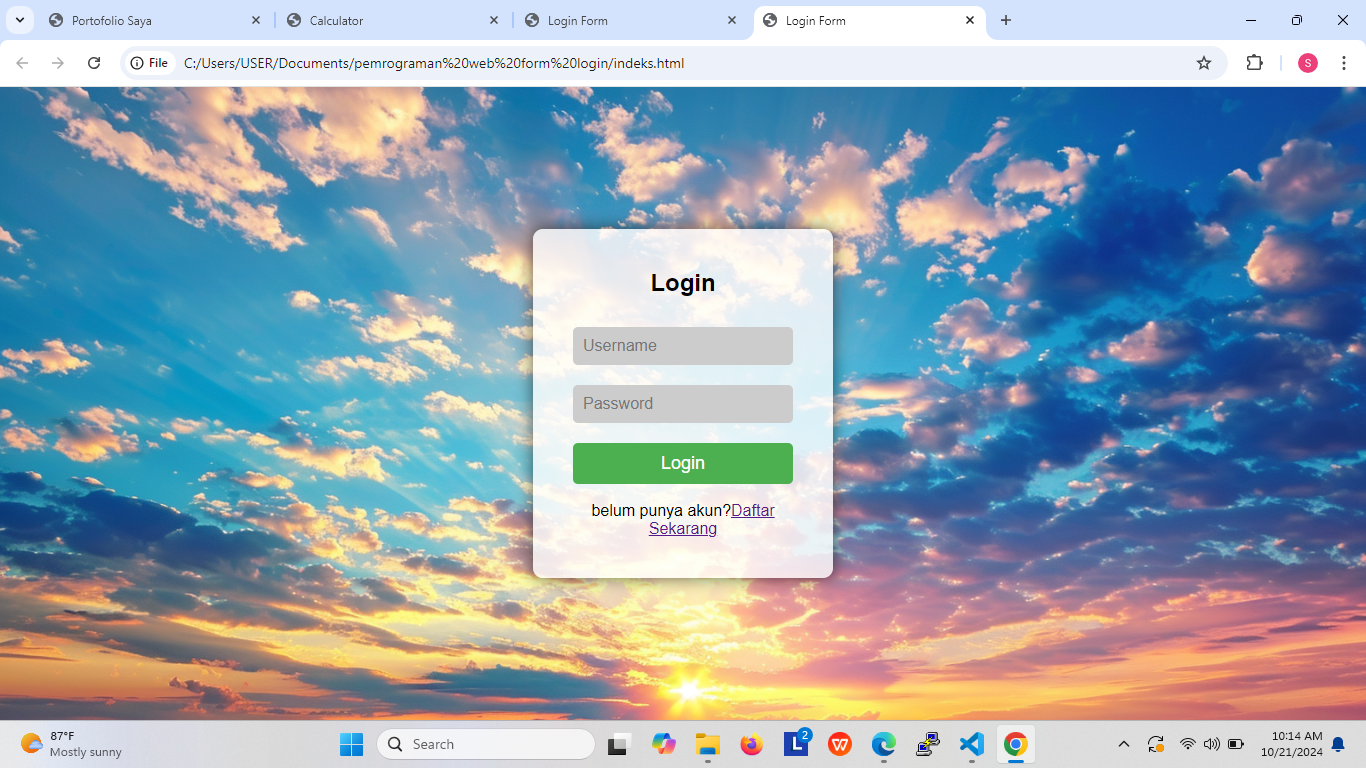 Portofolio Saya
Calculator
Login Form
Login Form
File
C:/Users/USER/Documents/pemrograman%20web%20form%20login/indeks.html
S
Login
Username
Password
Login
belum punya akun?Daftar
Sekarang
87°F
Mostly sunny
Search
L
2
W
10:14 AM
10/21/2024